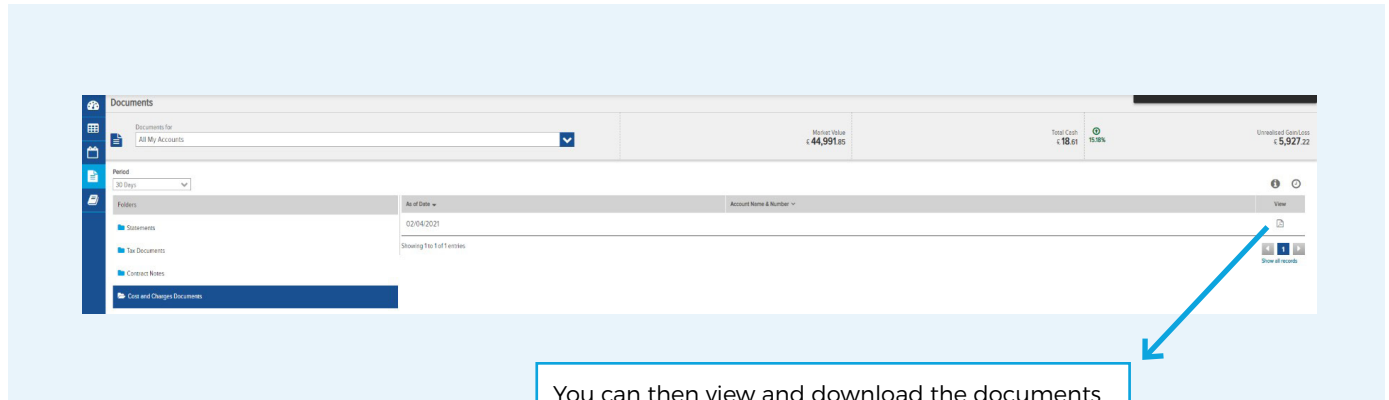 Documents
Documents for
All My Accounts
Market Value
£ 44,991.85
Total Cash
£ 18.61
15.18%
Unrealised Gain/Loss
£ 5,927.22
Period
30 Days
Folders
As of Date
Account Name & Number
View
Statements
02/04/2021
Tax Documents
Showing 1 to 1 of 1 entries
1
Show all records
Contract Notes
Cost and Charges Documents
You can then view and download the documents